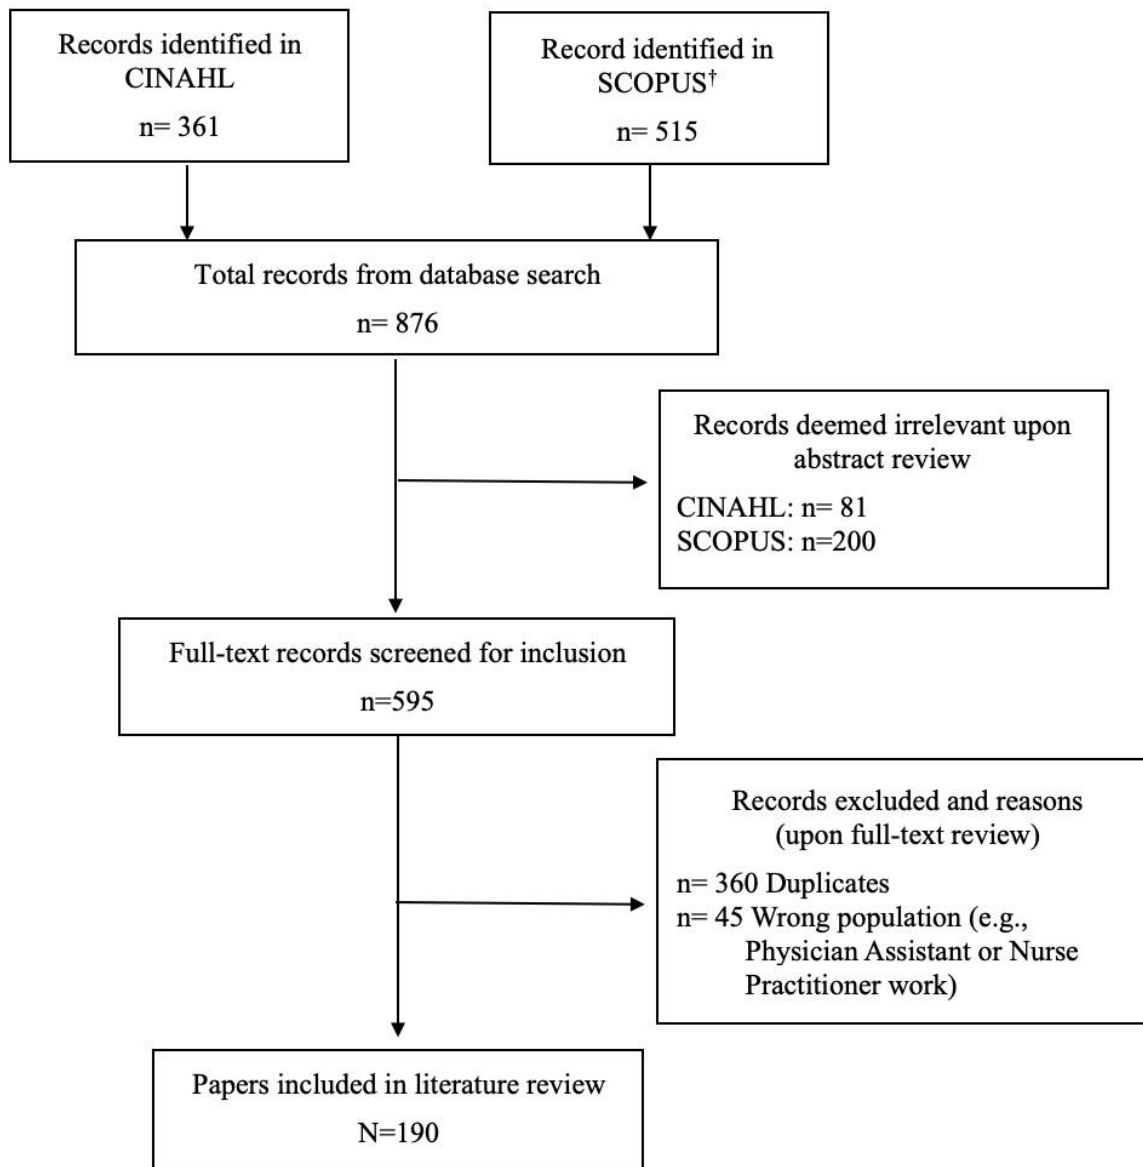 Records identified in
CINAHL
n= 361
Record identified in
SCOPUS†
n= 515
Total records from database search
n= 876
Records deemed irrelevant upon
abstract review
CINAHL: n= 81
SCOPUS: n=200
Full-text records screened for inclusion
n=595
Records excluded and reasons
(upon full-text review)
n= 360 Duplicates
n= 45 Wrong population (e.g.,
Physician Assistant or Nurse
Practitioner work)
Papers included in literature review
N=190